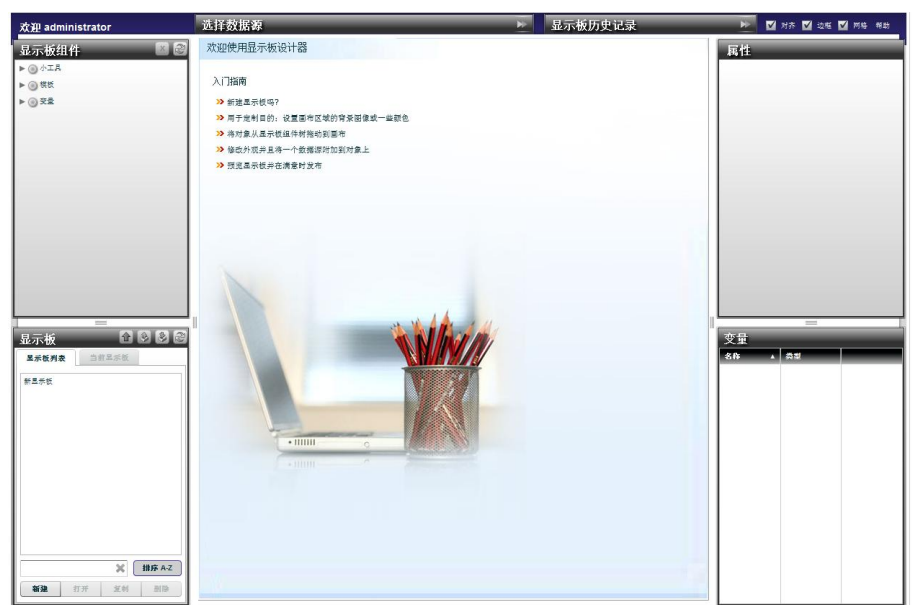 欢迎 administrator
选择数据源
显示板历史记录
对齐 边框 网格 帮助
显示板组件
小工具
模板
变量
欢迎使用显示板设计器
入门指南
新建显示板吗?
用于定制目的: 设置画布区域的背景图像或一些颜色
将对象从显示板组件树拖动到画布
修改外观并且将一个数据源附加到对象上
预览显示板并在满意时发布
属性
显示板
显示板列表 当前显示板
新显示板
排序 A-Z
新建 打开 复制 删除
变量
名称 类型